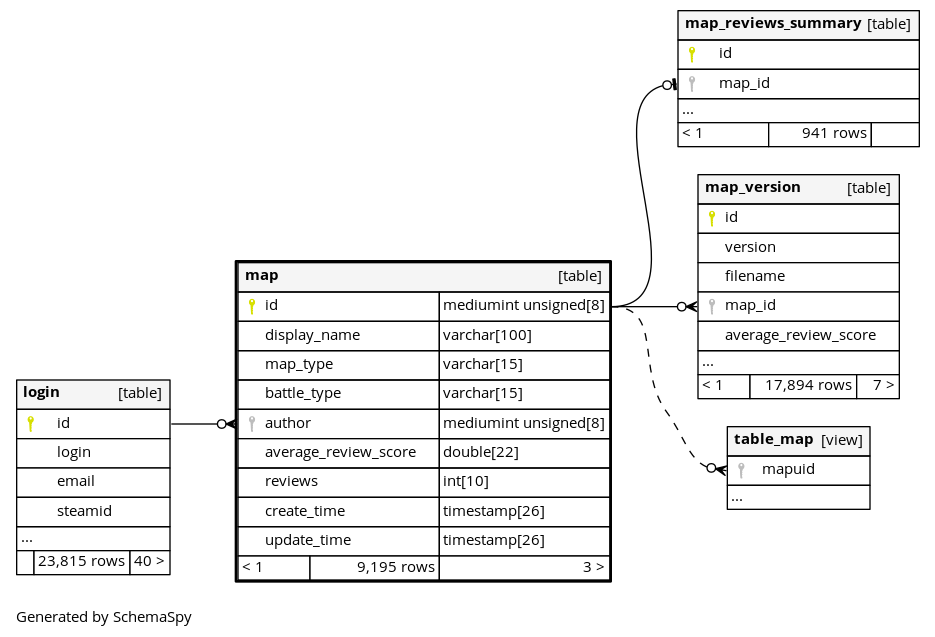 map_reviews_summary [table]
id
map_id
...
< 1 941 rows
map_version [table]
id
version
filename
map_id
average_review_score
...
< 1 17,894 rows 7 >
map [table]
id mediumint unsigned[8]
display_name varchar[100]
map_type varchar[15]
battle_type varchar[15]
author mediumint unsigned[8]
average_review_score double[22]
reviews int[10]
create_time timestamp[26]
update_time timestamp[26]
< 1 9,195 rows 3 >
login [table]
id
login
email
steamid
...
23,815 rows 40 >
table_map [view]
mapuid
...
Generated by SchemaSpy